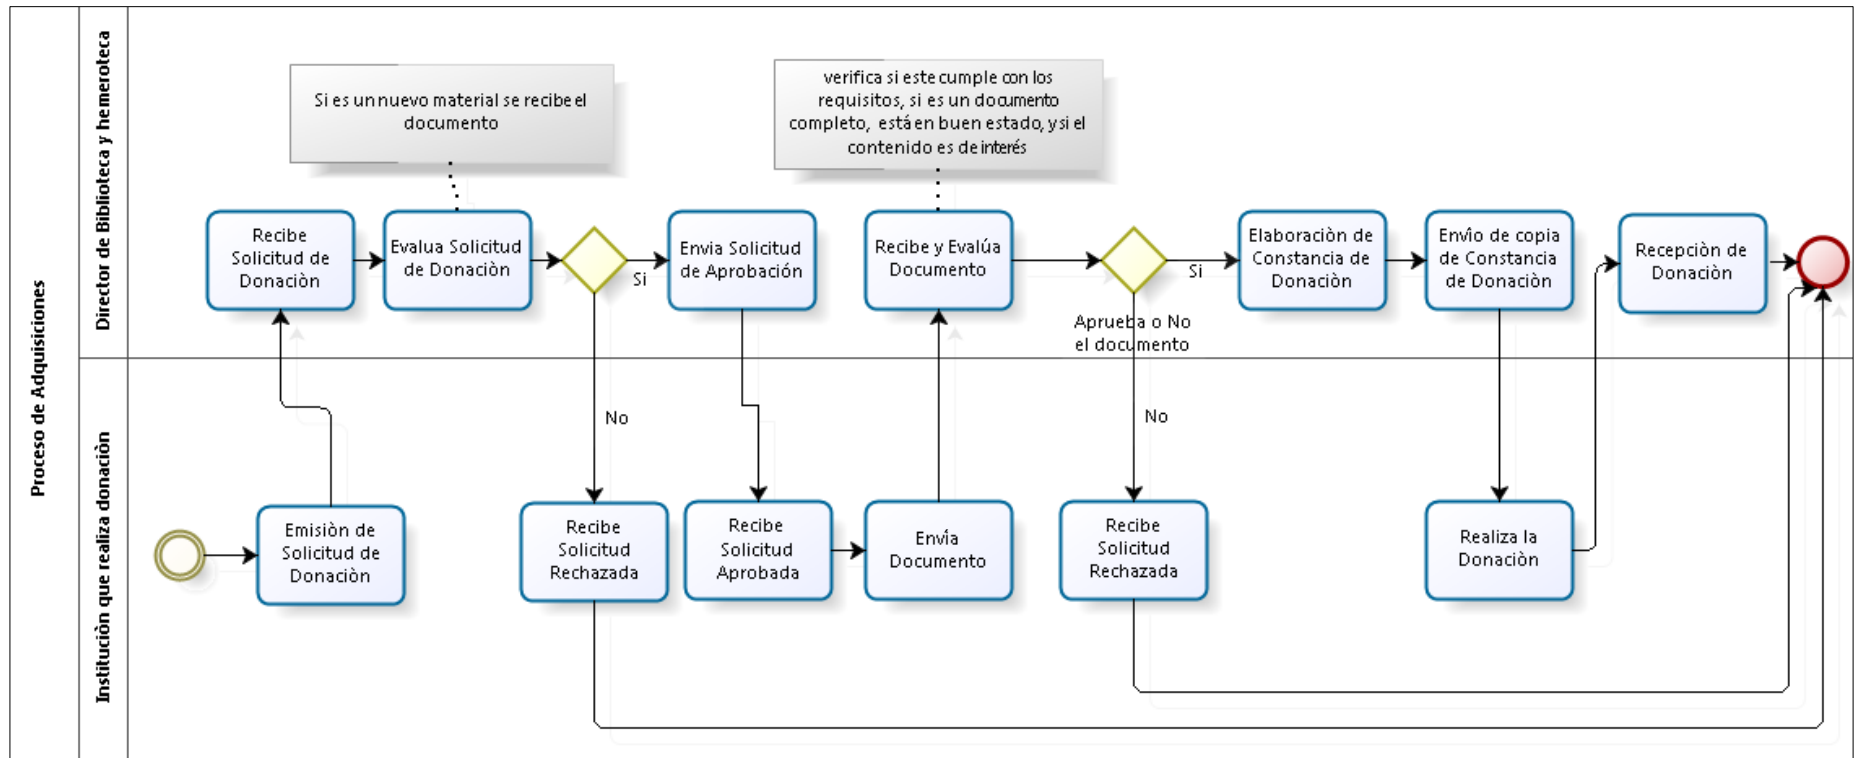 Proceso de Adquisiciones
Director de Biiblioteca y hemeroteca
Si es un nuevo material se recibe el
documento
verifica si este cumple con los
requisitos, si es un documento
completo, está en buen estado, y si el
contenido es de interés
Recibe
Solicitud de
Donaciòn
Evalua Solicitud
de Donaciòn
Si
Envia Solicitud
de Aprobación
Recibe y Evalúa
Documento
Si
Aprueba o No
el documento
Elaboraciòn de
Constancia de
Donaciòn
Envìo de copia
de Constancia
de Donaciòn
Recepciòn de
Donaciòn
Instituciòn que realiza donaciòn
No
No
Emisiòn de
Solicitud de
Donaciòn
Recibe
Solicitud
Rechazada
Recibe
Solicitud
Aprobada
Envía
Documento
Recibe
Solicitud
Rechazada
Realiza la
Donaciòn